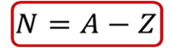 N = A − Z